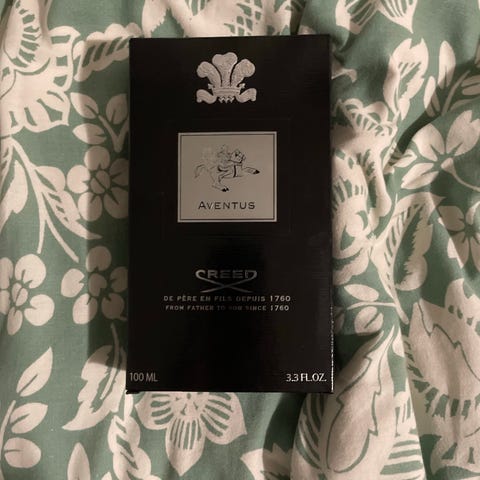 AVENTUS
CREED
DE PÈRE EN FILS DEPUIS 1760
FROM FATHER TO SON SINCE 1760
100 ML
3.3 FL.OZ.